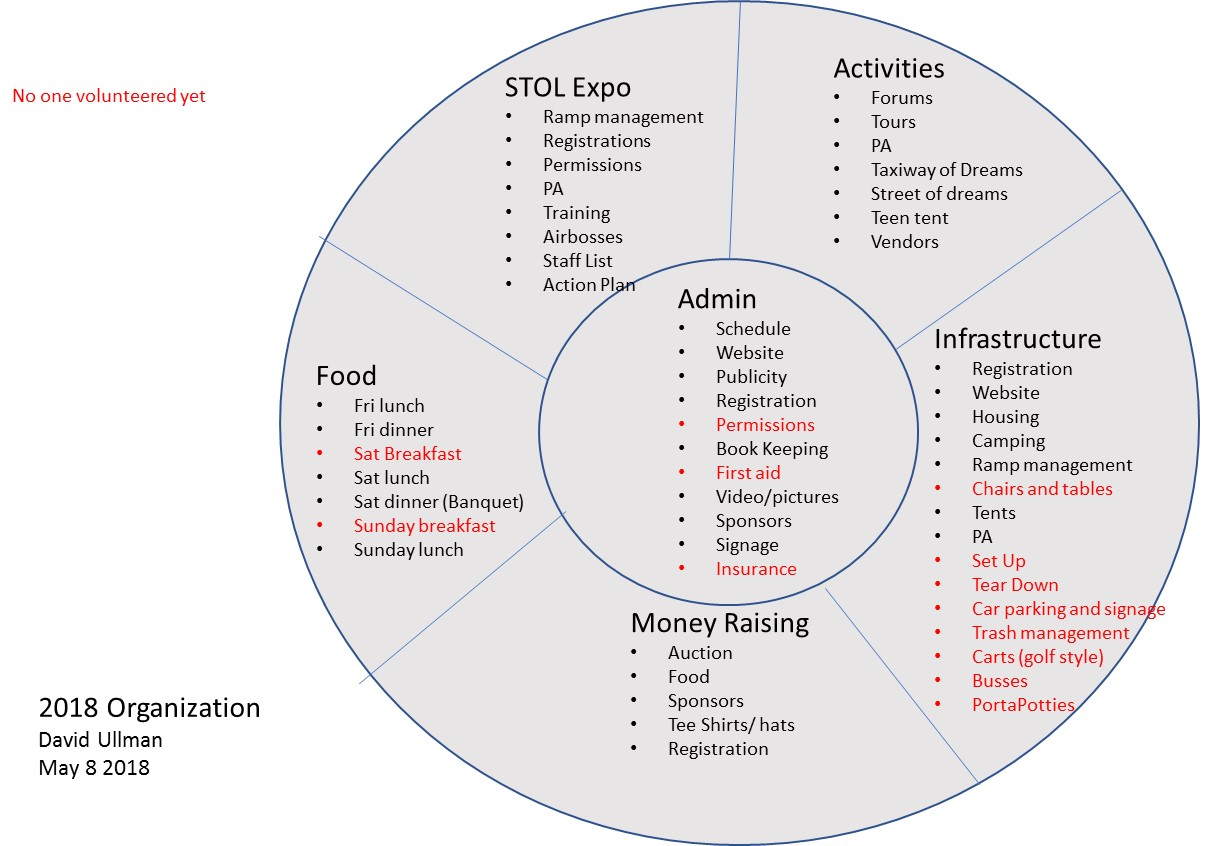 No one volunteered yet
STOL Expo
• Ramp management
• Registrations
• Permissions
• PA
• Training
• Airbosses
• Staff List
• Action Plan
Activities
• Forums
• Tours
• PA
• Taxiway of Dreams
• Street of dreams
• Teen tent
• Vendors
Food
• Fri lunch
• Fri dinner
• Sat Breakfast
• Sat lunch
• Sat dinner (Banquet)
• Sunday breakfast
• Sunday lunch
Admin
• Schedule
• Website
• Publicity
• Registration
• Permissions
• Book Keeping
• First aid
• Video/pictures
• Sponsors
• Signage
• Insurance
Infrastructure
• Registration
• Website
• Housing
• Camping
• Ramp management
• Chairs and tables
• Tents
• PA
• Set Up
• Tear Down
• Car parking and signage
• Trash management
• Carts (golf style)
• Busses
• PortaPotties
Money Raising
• Auction
• Food
• Sponsors
• Tee Shirts/ hats
• Registration
2018 Organization
David Ullman
May 8 2018